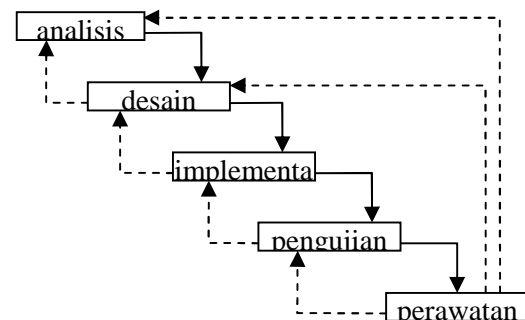 analisis
desain
implementa
pengujian
perawatan